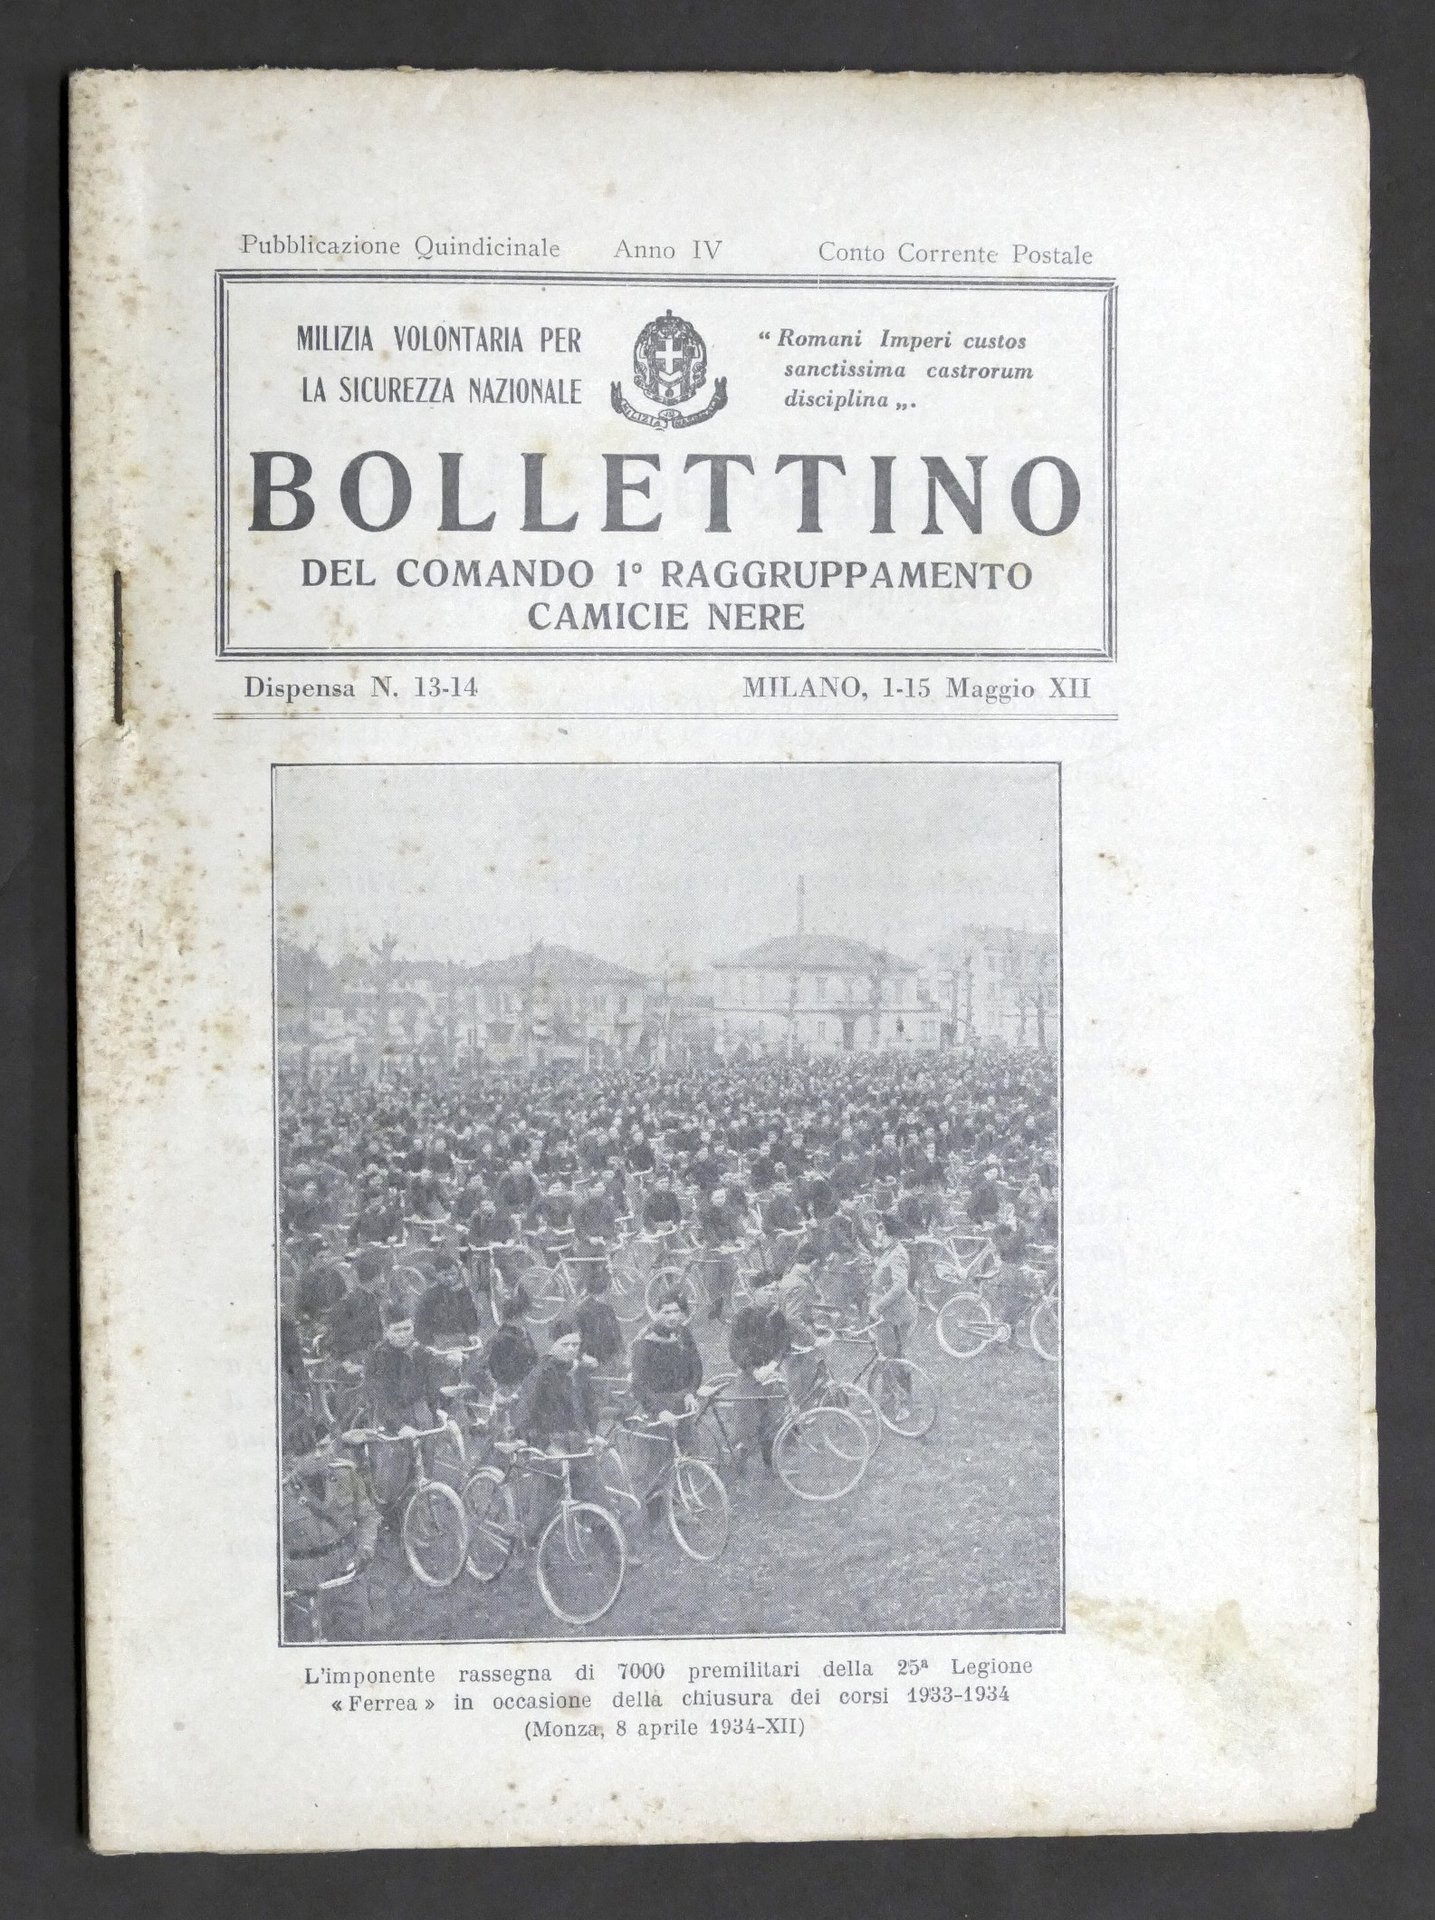 Pubblicazione Quindicinale Anno IV Conto Corrente Postale
MILIZIA VOLONTARIA PER
LA SICUREZZA NAZIONALE
“ Romani Imperi custos
sanctissima castrorum
disciplina „.
BOLLETTINO
DEL COMANDO 1° RAGGRUPPAMENTO
CAMICIE NERE
Dispensa N. 13-14 MILANO, 1-15 Maggio XII
L'imponente rassegna di 7000 premilitari della 25ª Legione
« Ferrea » in occasione della chiusura dei corsi 1933-1934
(Monza, 8 aprile 1934-XII)